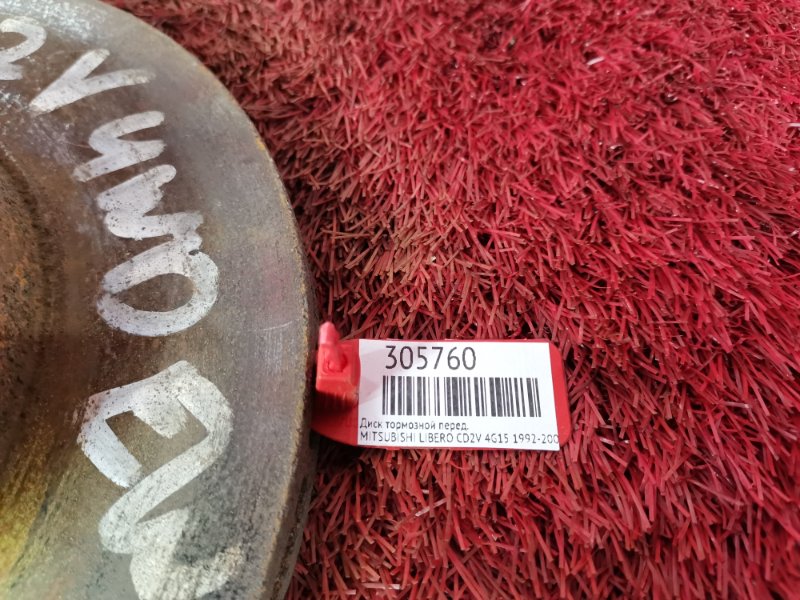 305760
Диск тормозной перед.
MITSUBISHI LIBERO CD2V 4G15 1992-200